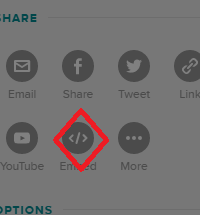 SHARE
Email Share Tweet Link
YouTube Embed More
OPTIONS